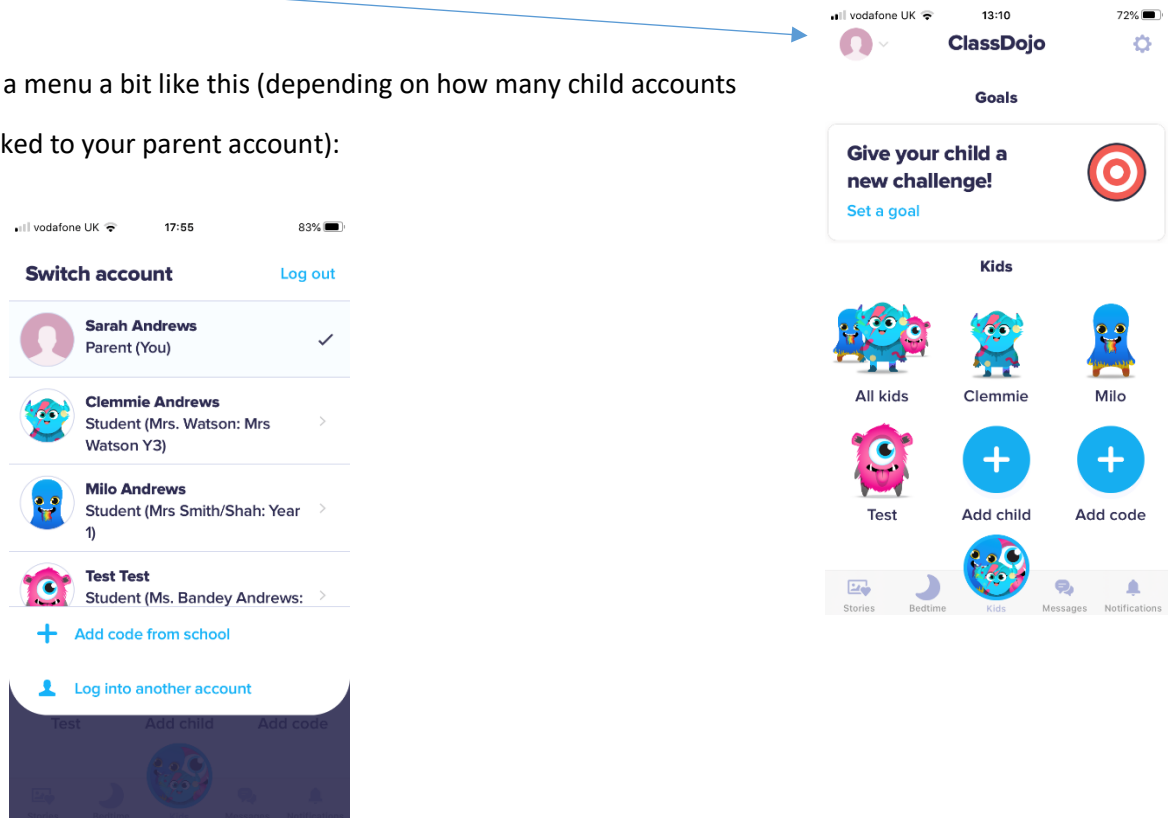 a menu a bit like this (depending on how many child accounts
ked to your parent account):
vodafone UK 17:55 83%
Switch account Log out
Sarah Andrews
Parent (You)
Clemmie Andrews
Student (Mrs. Watson: Mrs
Watson Y3)
Milo Andrews
Student (Mrs Smith/Shah: Year
1)
Test Test
Student (Ms. Bandey Andrews:
Add code from school
Log into another account
Test Add child Add code
vodafone UK 13:10 72%
ClassDojo
Goals
Give your child a
new challenge!
Set a goal
Kids
All kids Clemmie Milo
Test Add child Add code
Stories Bedtime Kids Messages Notifications